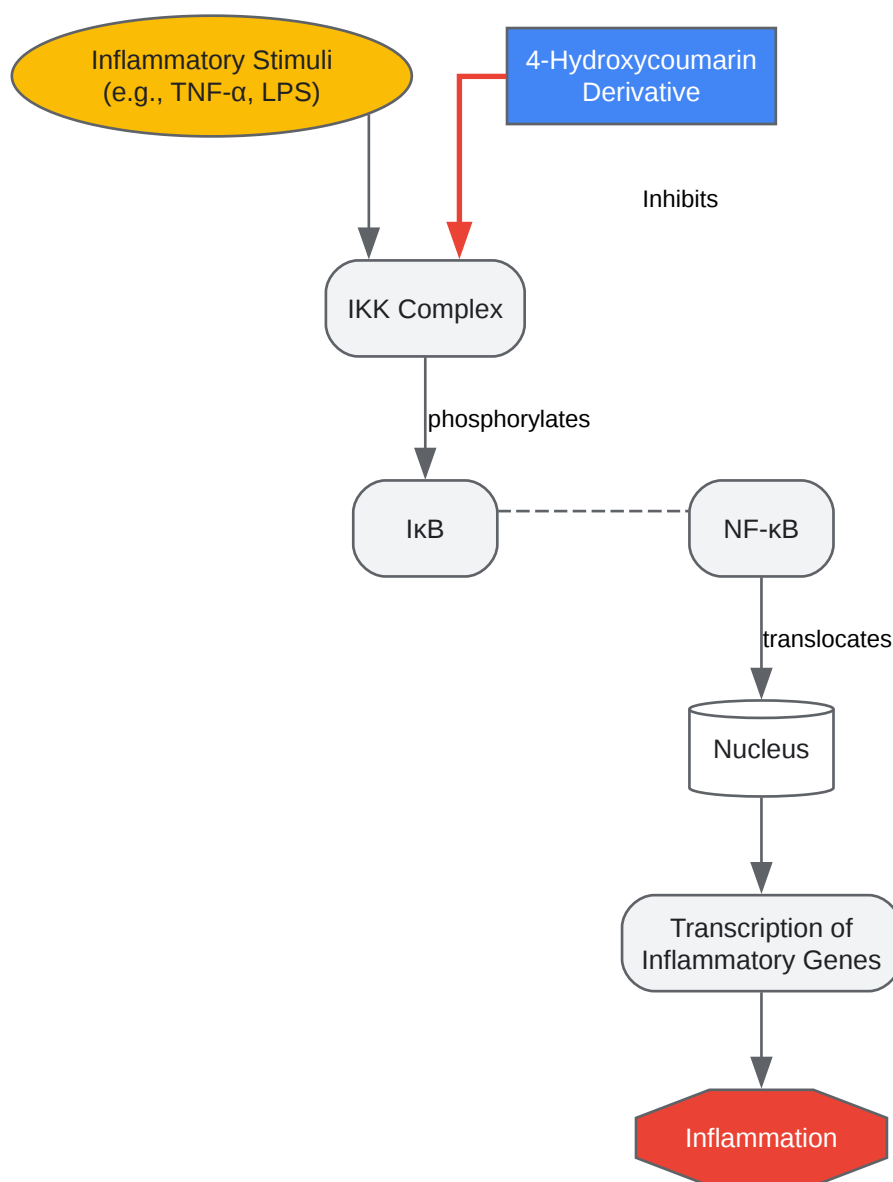 Inflammatory Stimuli
(e.g., TNF-α, LPS)
4-Hydroxycoumarin
Derivative
Inhibits
IKK Complex
phosphorylates
IκB
NF-κB
translocates
Nucleus
Transcription of
Inflammatory Genes
Inflammation